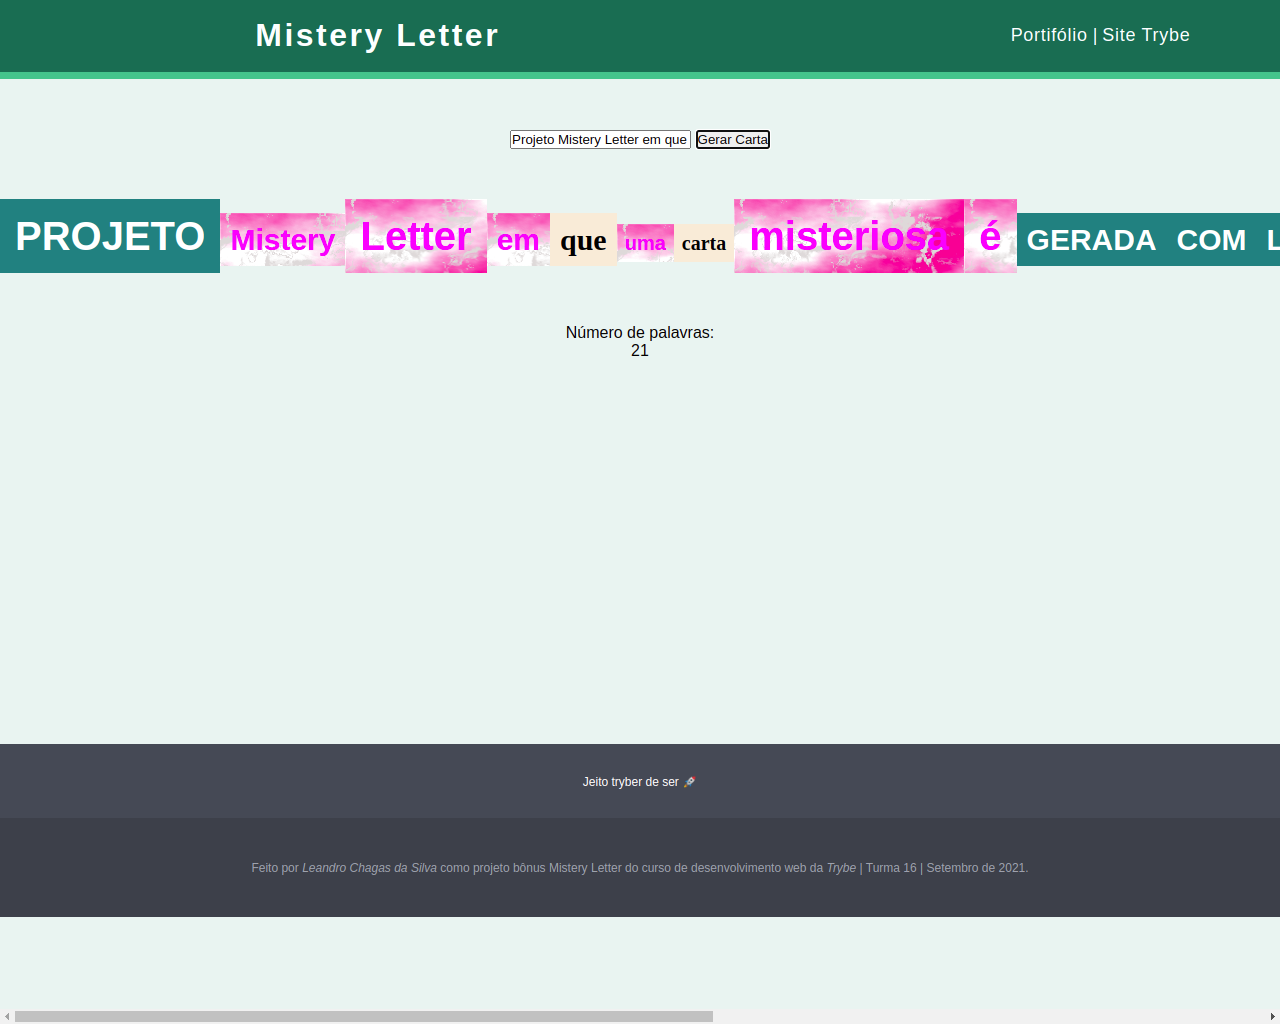 Mistery Letter
Portifólio | Site Trybe
Projeto Mistery Letter em que Gerar Carta
PROJETO Mistery Letter em que uma carta misteriosa é GERADA COM L
Número de palavras:
21
Jeito tryber de ser 🚀
Feito por Leandro Chagas da Silva como projeto bônus Mistery Letter do curso de desenvolvimento web da Trybe | Turma 16 | Setembro de 2021.